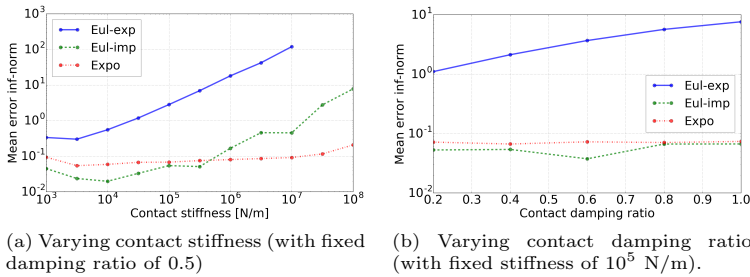 10^3
10^2
10^1
10^0
10^-1
10^-2
Mean error inf-norm
Eul-exp
Eul-imp
Expo
10^3 10^4 10^5 10^6 10^7 10^8
Contact stiffness [N/m]
(a) Varying contact stiffness (with fixed
damping ratio of 0.5)
10^1
10^0
10^-1
10^-2
Mean error inf-norm
Eul-exp
Eul-imp
Expo
0.2 0.3 0.4 0.5 0.6 0.7 0.8 0.9 1.0
Contact damping ratio
(b) Varying contact damping ratio
(with fixed stiffness of 10^5 N/m).